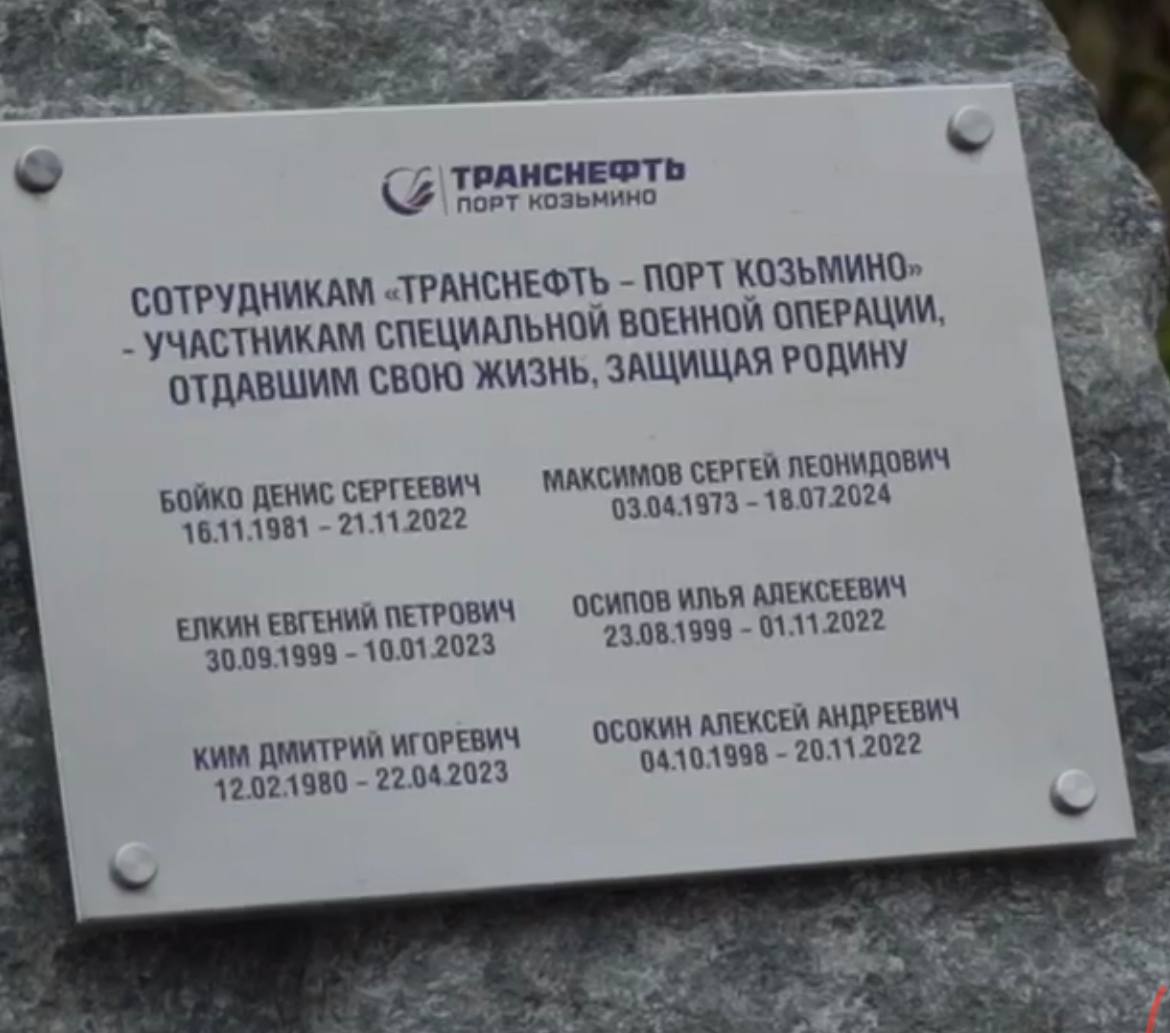 ТРАНСНЕФТЬ
ПОРТ КОЗЬМИНО
СОТРУДНИКАМ «ТРАНСНЕФТЬ – ПОРТ КОЗЬМИНО»
- УЧАСТНИКАМ СПЕЦИАЛЬНОЙ ВОЕННОЙ ОПЕРАЦИИ,
ОТДАВШИМ СВОЮ ЖИЗНЬ, ЗАЩИЩАЯ РОДИНУ
БОЙКО ДЕНИС СЕРГЕЕВИЧ
16.11.1981 – 21.11.2022
ЕЛКИН ЕВГЕНИЙ ПЕТРОВИЧ
30.09.1999 – 10.01.2023
КИМ ДМИТРИЙ ИГОРЕВИЧ
12.02.1980 – 22.04.2023
МАКСИМОВ СЕРГЕЙ ЛЕОНИДОВИЧ
03.04.1973 – 18.07.2024
ОСИПОВ ИЛЬЯ АЛЕКСЕЕВИЧ
23.08.1999 – 01.11.2022
ОСОКИН АЛЕКСЕЙ АНДРЕЕВИЧ
04.10.1998 – 20.11.2022